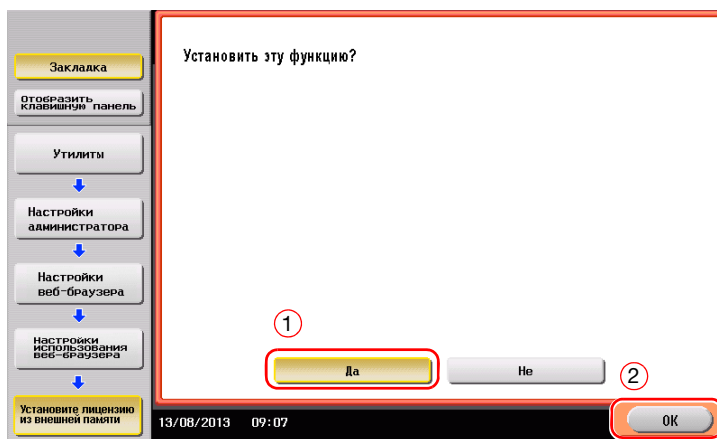 Закладка
Отобразить
клавишную панель
Утилиты
Настройки
администратора
Настройки
веб-браузера
Настройки
использования
веб-браузера
Установите лицензию
из внешней памяти
Установить эту функцию?
1
Да
Не
2
13/08/2013 09:07
OK